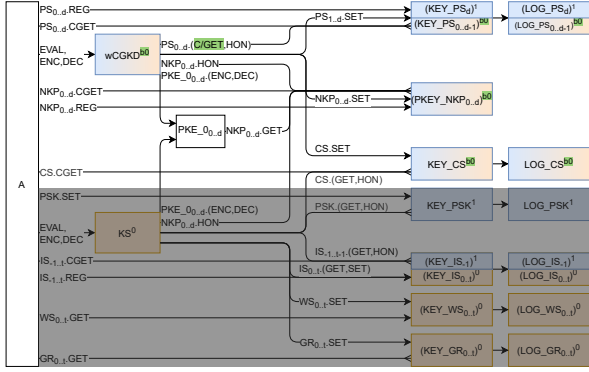 PS0..d.REG
(KEY_PSd)¹
(LOG_PSd)¹
PS1..d.SET
PS0..d.CGET
(KEY_PS0..d-1)b0
(LOG_PS0..d-1)b0
EVAL,
ENC,DEC
wCGKDb0
PS0..d.(C/GET,HON)
NKP0..d.HON
PKE_00..d.(ENC,DEC)
NKP0..d.CGET
NKP0..d.SET
(PKEY_NKP0..d)b0
NKP0..d.REG
PKE_00..d
NKP0..d.GET
CS.SET
KEY_CSb0
LOG_CSb0
CS.CGET
CS.(GET,HON)
A
PSK.SET
KEY_PSK¹
LOG_PSK¹
PKE_00..d.(ENC,DEC)
PSK.(GET,HON)
NKP0..d.HON
EVAL,
ENC,DEC
KS⁰
IS-1..t-1.(GET,HON)
IS-1..t.CGET
(KEY_IS-1)¹
(LOG_IS-1)¹
IS0..t.(GET,SET)
IS-1..t.REG
(KEY_IS0..t)⁰
(LOG_IS0..t)⁰
WS0..t.SET
(KEY_WS0..t)⁰
(LOG_WS0..t)⁰
WS0..t.GET
GR0..t.SET
(KEY_GR0..t)⁰
(LOG_GR0..t)⁰
GR0..t.GET